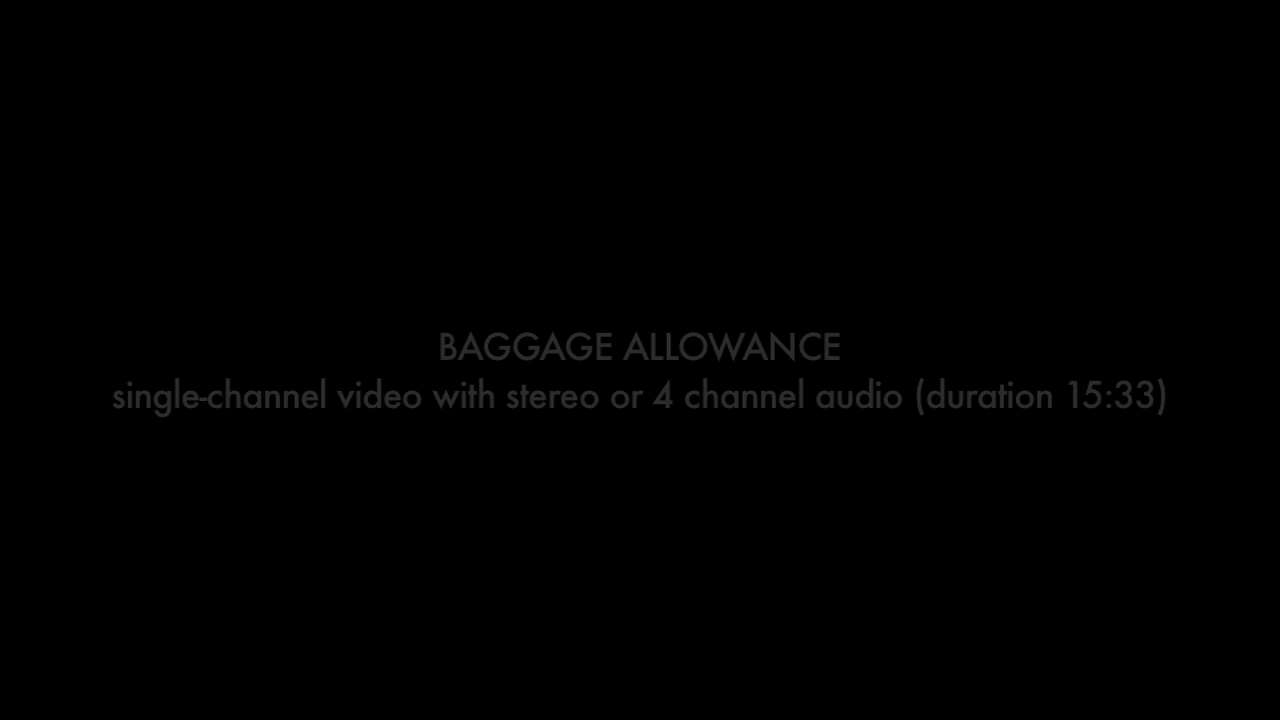 BAGGAGE ALLOWANCE
single-channel video with stereo or 4 channel audio (duration 15:33)